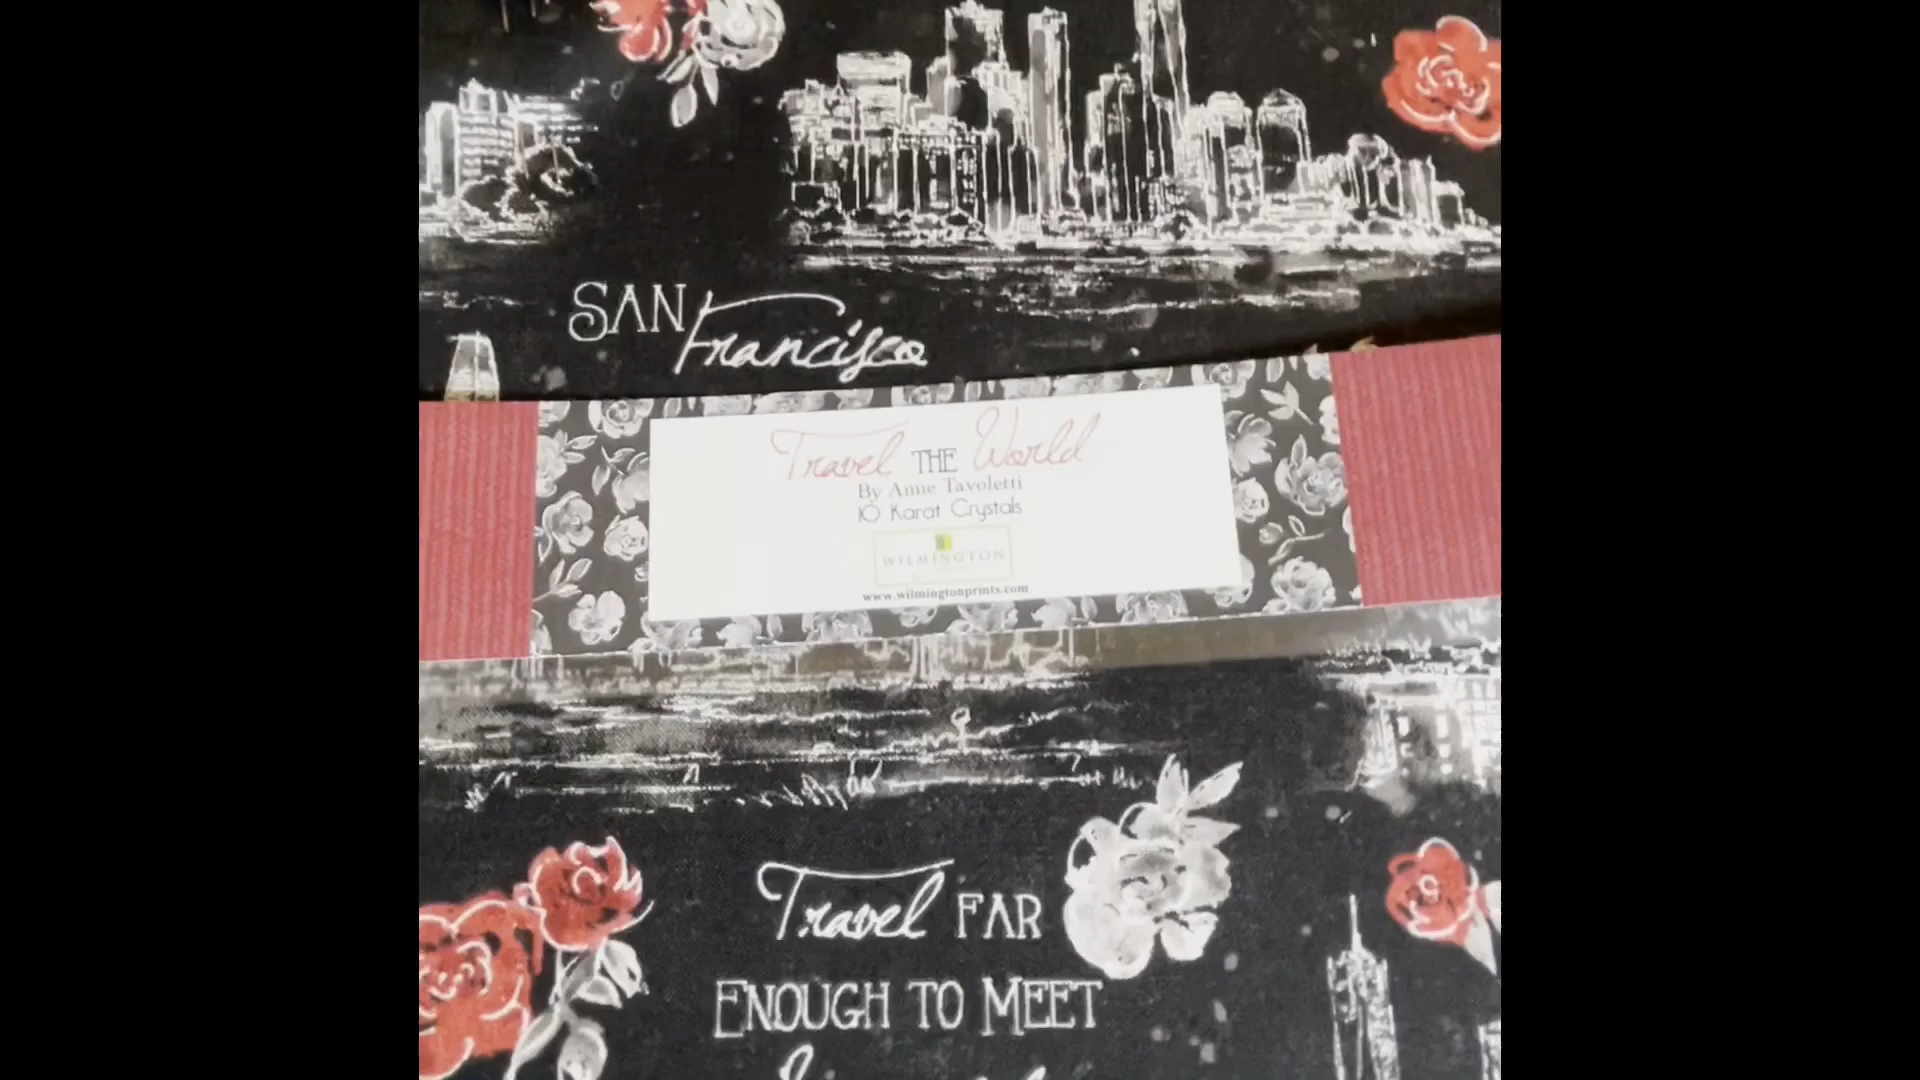 SAN Francisco
Travel THE World
By Anne Tavoletti
10 Karat Crystals
WILMINGTON
www.wilmingtonprints.com
Travel FAR
ENOUGH TO MEET